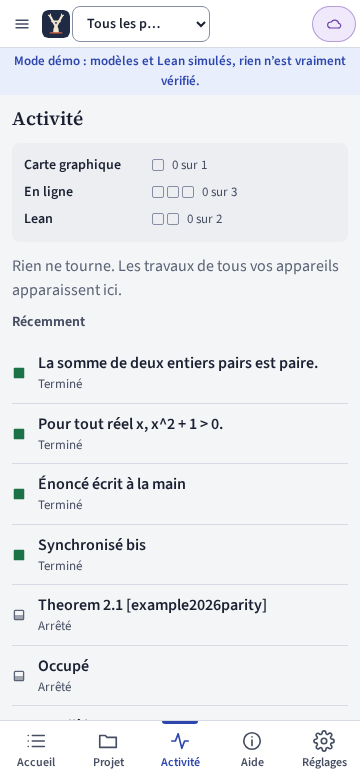 Tous les p…
Mode démo : modèles et Lean simulés, rien n’est vraiment
vérifié.
Activité
Carte graphique 0 sur 1
En ligne 0 sur 3
Lean 0 sur 2
Rien ne tourne. Les travaux de tous vos appareils
apparaissent ici.
Récemment
La somme de deux entiers pairs est paire.
Terminé
Pour tout réel x, x^2 + 1 > 0.
Terminé
Énoncé écrit à la main
Terminé
Synchronisé bis
Terminé
Theorem 2.1 [example2026parity]
Arrêté
Occupé
Arrêté
Accueil Projet Activité Aide Réglages